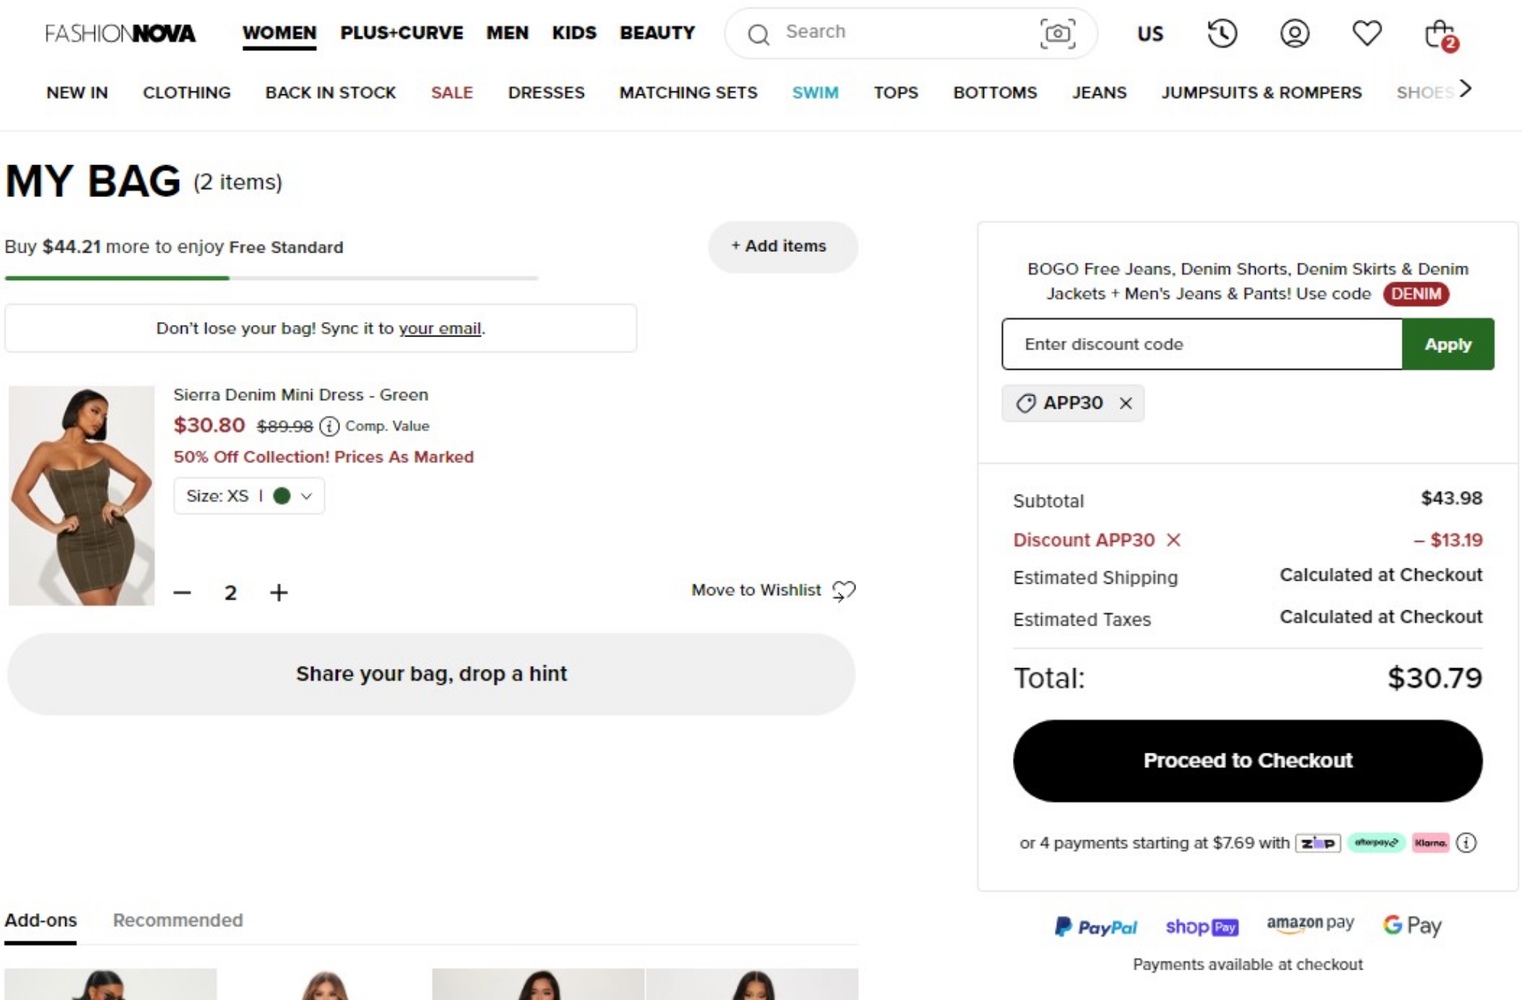 FASHIONNOVA
WOMEN PLUS+CURVE MEN KIDS BEAUTY
Search
US
2
NEW IN CLOTHING BACK IN STOCK SALE DRESSES MATCHING SETS SWIM TOPS BOTTOMS JEANS JUMPSUITS & ROMPERS SHOES
MY BAG (2 items)
Buy $44.21 more to enjoy Free Standard
+ Add items
Don't lose your bag! Sync it to your email.
Sierra Denim Mini Dress - Green
$30.80 $89.98 i Comp. Value
50% Off Collection! Prices As Marked
Size: XS |
− 2 +
Move to Wishlist
Share your bag, drop a hint
BOGO Free Jeans, Denim Shorts, Denim Skirts & Denim
Jackets + Men's Jeans & Pants! Use code DENIM
Enter discount code Apply
APP30 ×
Subtotal $43.98
Discount APP30 × – $13.19
Estimated Shipping Calculated at Checkout
Estimated Taxes Calculated at Checkout
Total: $30.79
Proceed to Checkout
or 4 payments starting at $7.69 with Zip afterpay Klarna. i
PayPal shop Pay amazon pay G Pay
Payments available at checkout
Add-ons Recommended